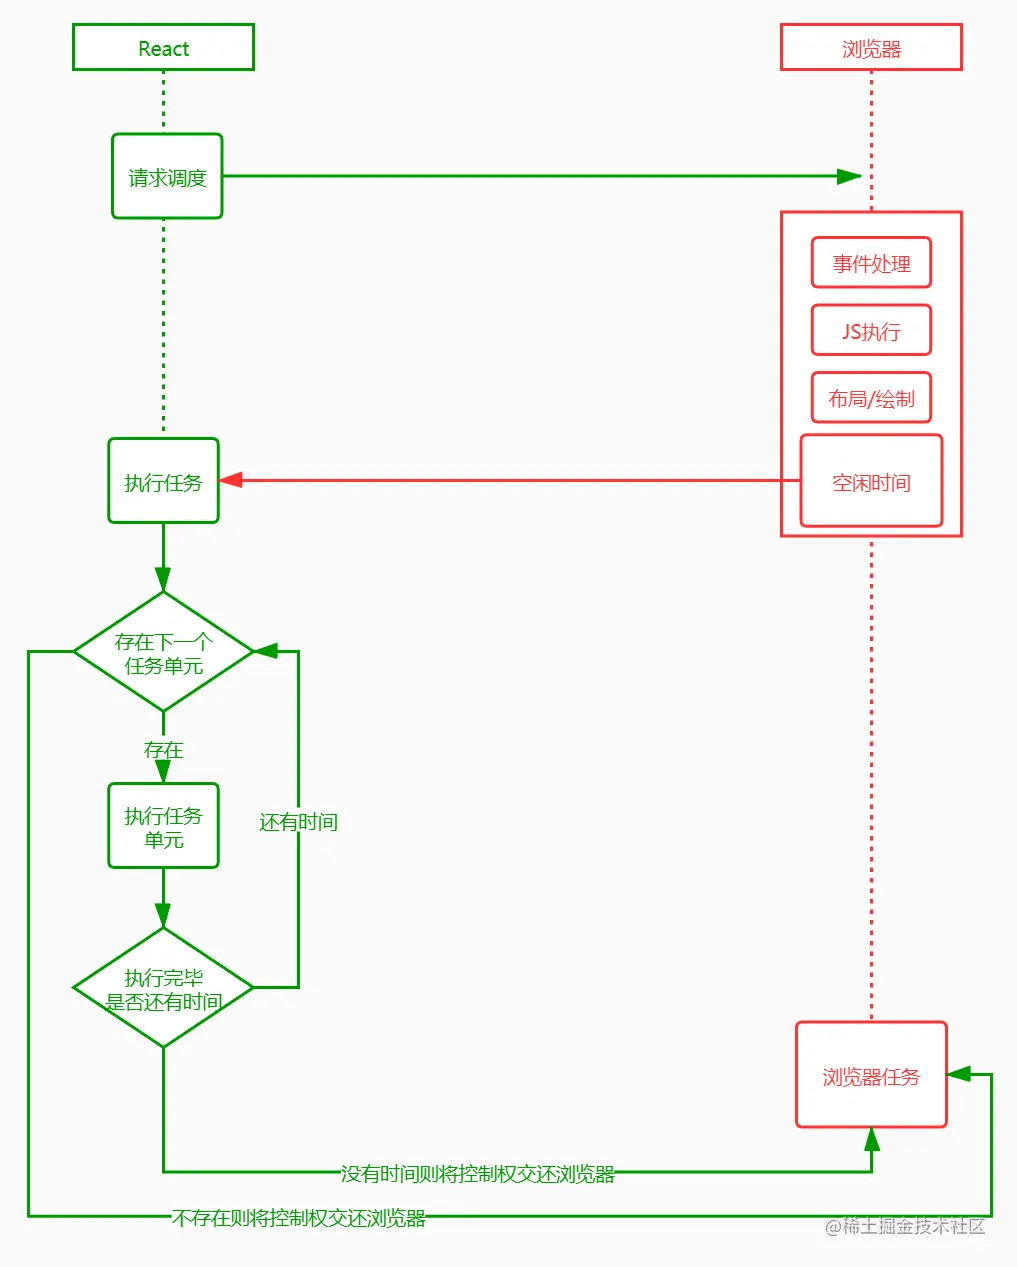 React
浏览器
请求调度
事件处理
JS执行
布局/绘制
执行任务
空闲时间
存在下一个
任务单元
存在
执行任务
单元
还有时间
执行完毕
是否还有时间
浏览器任务
没有时间则将控制权交还浏览器
不存在则将控制权交还浏览器
@稀土掘金技术社区